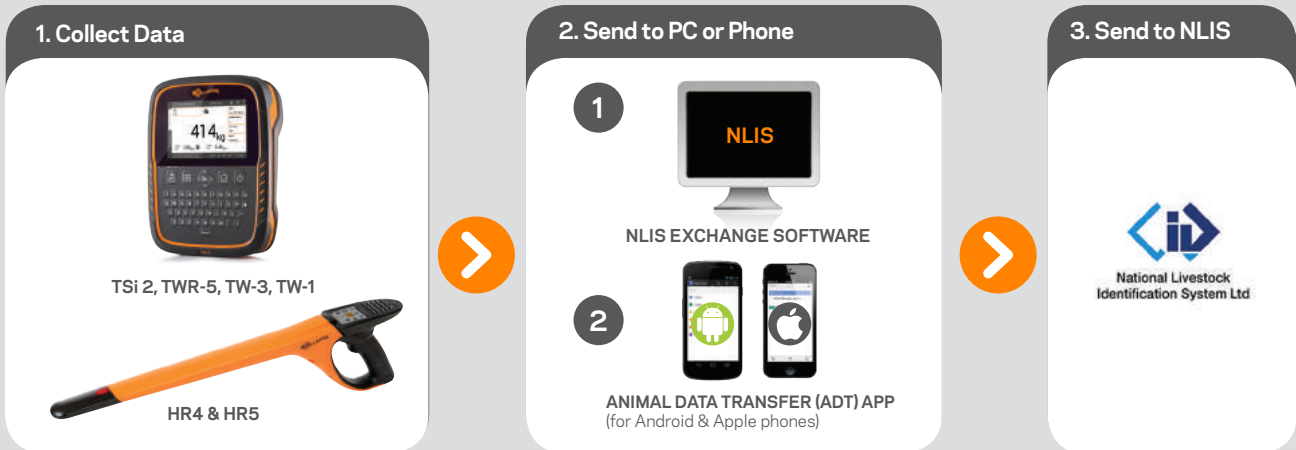 1. Collect Data
414kg
TSi 2, TWR-5, TW-3, TW-1
HR4 & HR5
2. Send to PC or Phone
1
NLIS
NLIS EXCHANGE SOFTWARE
2
ANIMAL DATA TRANSFER (ADT) APP
(for Android & Apple phones)
3. Send to NLIS
iD
National Livestock
Identification System Ltd